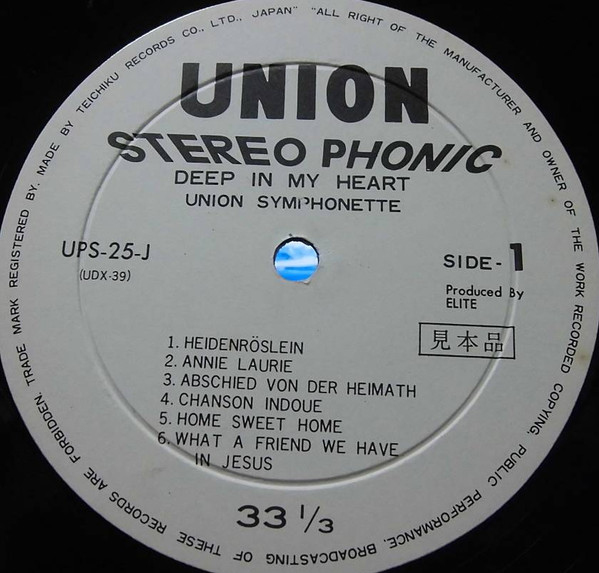 MADE BY TEICHIKU RECORDS CO., LTD., JAPAN" "ALL RIGHT OF THE MANUFACTURER AND OWNER OF THE WORK RECORDED COPYING. PUBLIC PERFORMANCE. BROADCASTING OF THESE RECORDS ARE FORBIDDEN. TRADE MARK REGISTERED BY.
UNION
STEREO PHONIC
DEEP IN MY HEART
UNION SYMPHONETTE
UPS-25-J
(UDX-39)
SIDE-1
Produced By
ELITE
見本品
1. HEIDENRÖSLEIN
2. ANNIE LAURIE
3. ABSCHIED VON DER HEIMATH
4. CHANSON INDOUE
5. HOME SWEET HOME
6. WHAT A FRIEND WE HAVE
IN JESUS
33 1/3